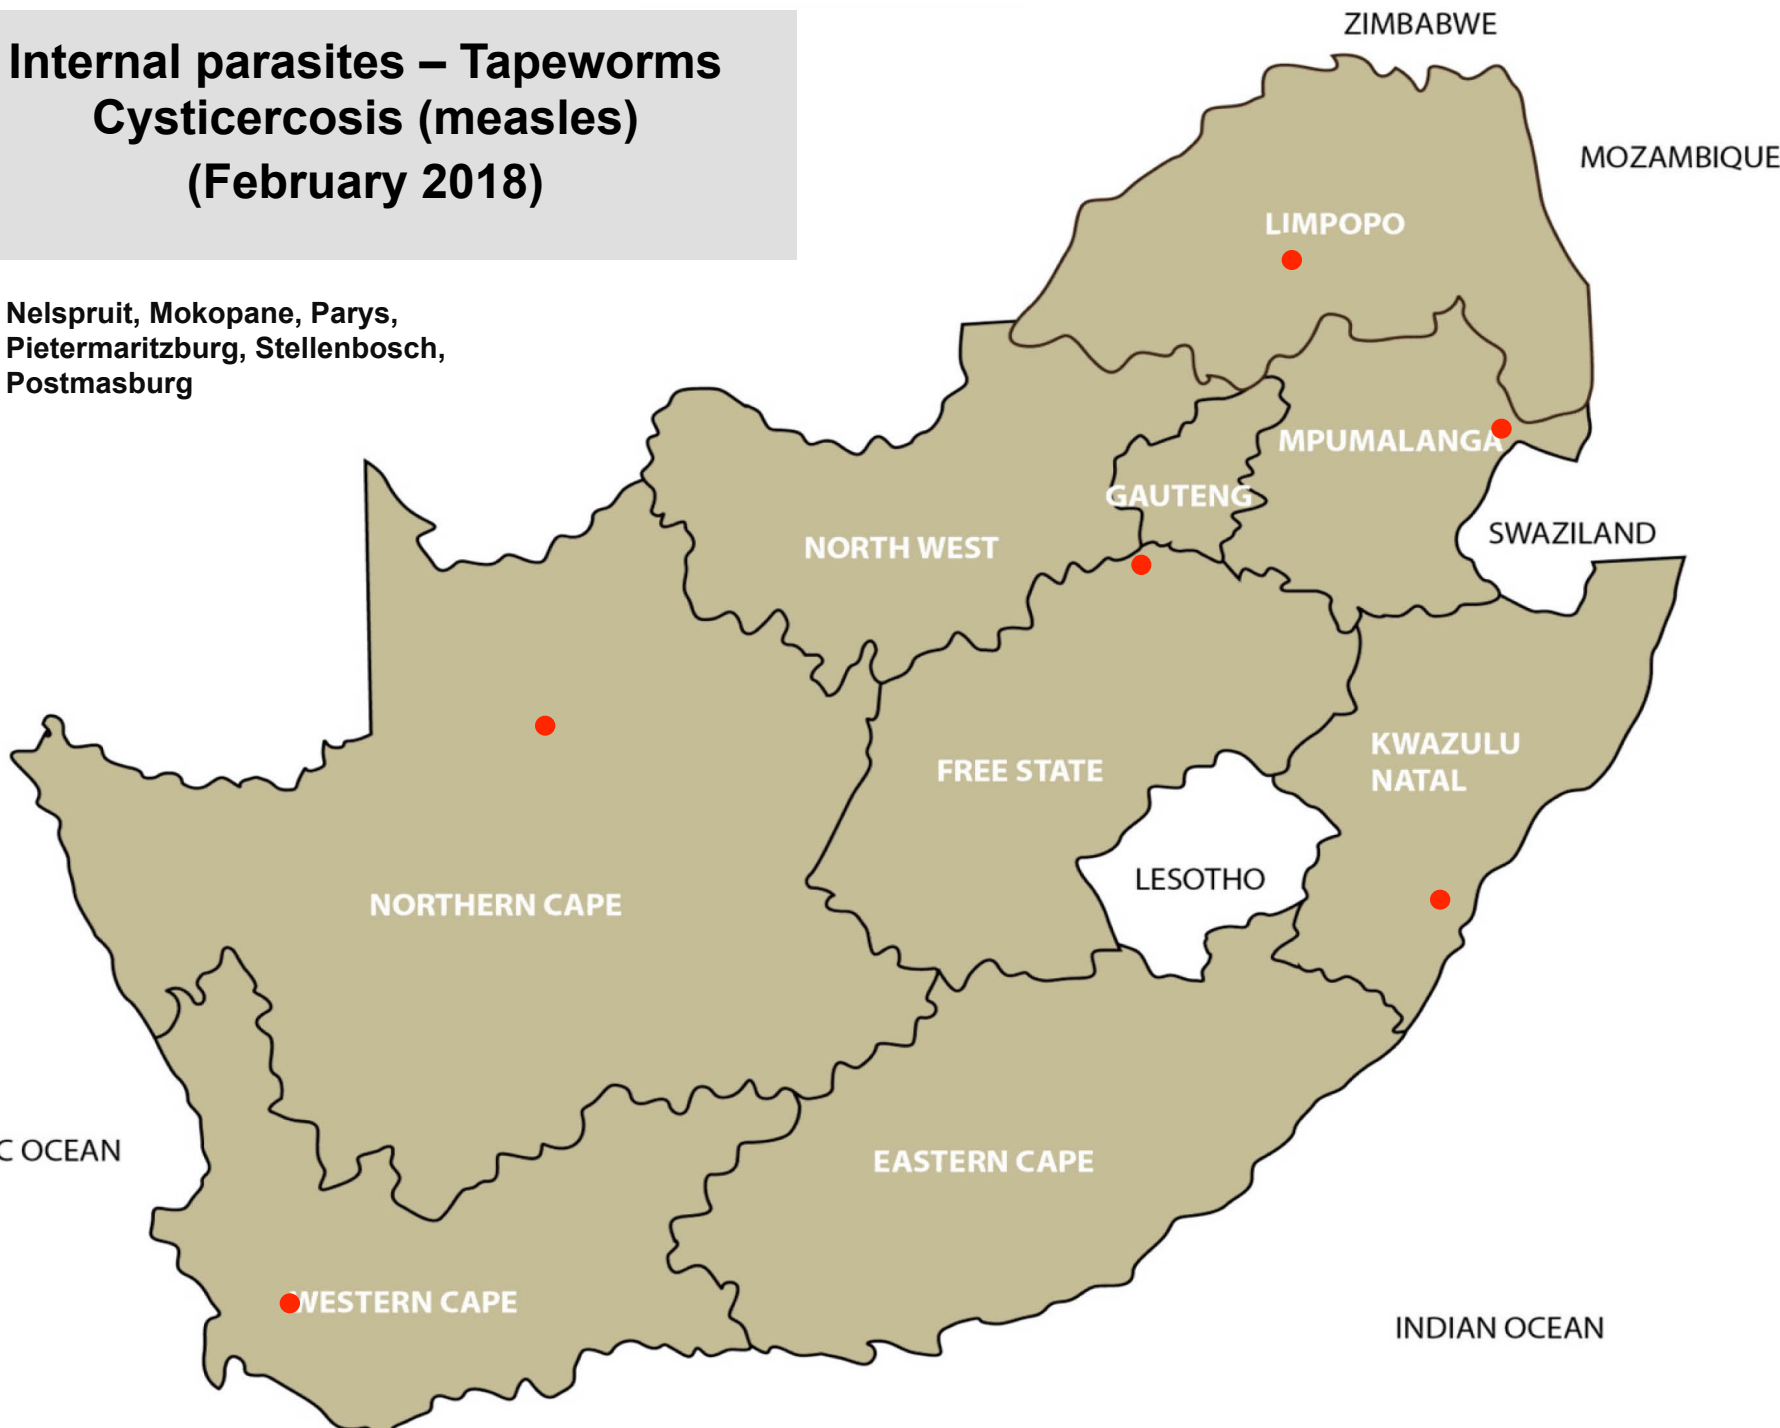 Internal parasites – Tapeworms
Cysticercosis (measles)
(February 2018)
Nelspruit, Mokopane, Parys,
Pietermaritzburg, Stellenbosch,
Postmasburg
ZIMBABWE
MOZAMBIQUE
LIMPOPO
MPUMALANGA
GAUTENG
SWAZILAND
NORTH WEST
KWAZULU
NATAL
FREE STATE
LESOTHO
NORTHERN CAPE
C OCEAN
EASTERN CAPE
WESTERN CAPE
INDIAN OCEAN